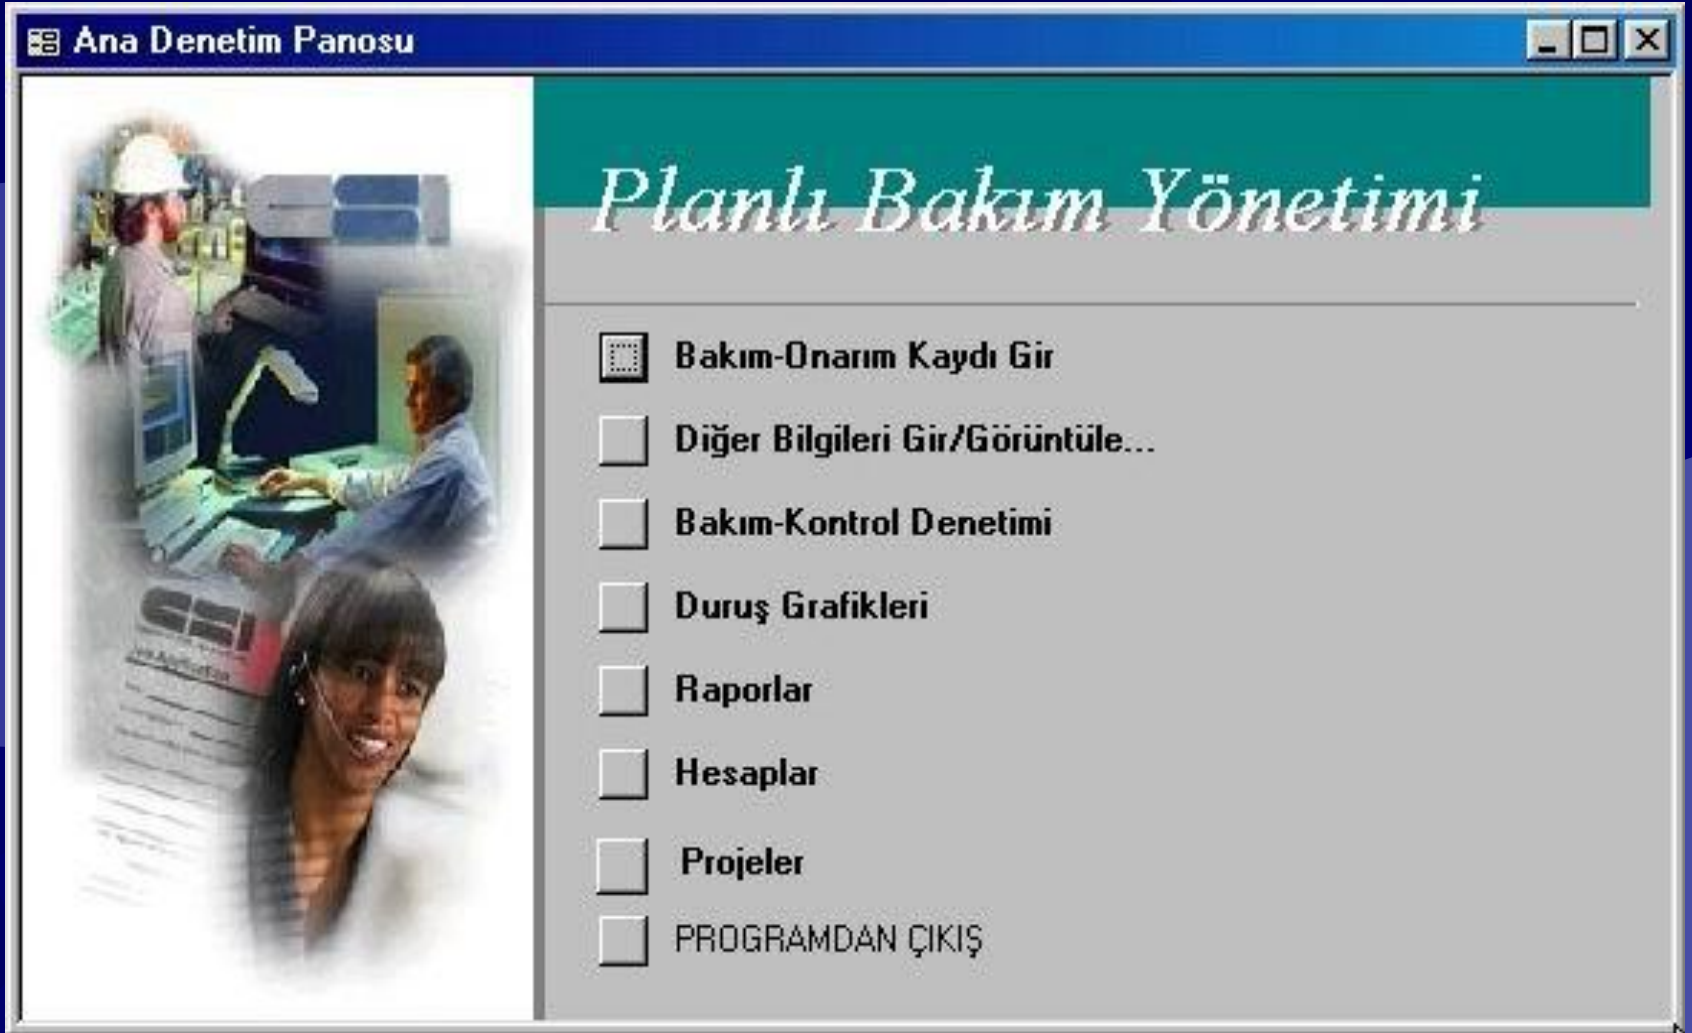 Ana Denetim Panosu
Planlı Bakım Yönetimi
Bakım-Onarım Kaydı Gir
Diğer Bilgileri Gir/Görüntüle...
Bakım-Kontrol Denetimi
Duruş Grafikleri
Raporlar
Hesaplar
Projeler
PROGRAMDAN ÇIKIŞ